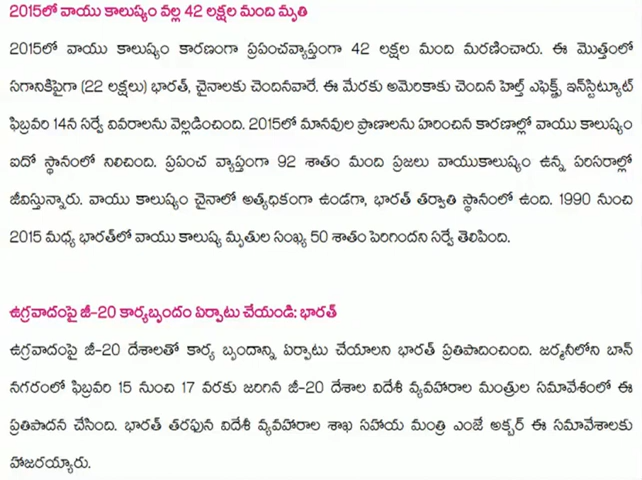 2015లో వాయు కాలుష్యం వల్ల 42 లక్షల మంది మృతి
2015లో వాయు కాలుష్యం కారణంగా ప్రపంచవ్యాప్తంగా 42 లక్షల మంది మరణించారు. ఈ మొత్తంలో
సగానికిపైగా (22 లక్షలు) భారత్, చైనాలకు చెందినవారే. ఈ మేరకు అమెరికాకు చెందిన హెల్త్ ఎఫెక్ట్స్ ఇన్‌స్టిట్యూట్
ఫిబ్రవరి 14న సర్వే వివరాలను వెల్లడించింది. 2015లో మానవుల ప్రాణాలను హరించిన కారణాల్లో వాయు కాలుష్యం
ఐదో స్థానంలో నిలిచింది. ప్రపంచ వ్యాప్తంగా 92 శాతం మంది ప్రజలు వాయుకాలుష్యం ఉన్న పరిసరాల్లో
జీవిస్తున్నారు. వాయు కాలుష్యం చైనాలో అత్యధికంగా ఉండగా, భారత్ తర్వాతి స్థానంలో ఉంది. 1990 నుంచి
2015 మధ్య భారత్‌లో వాయు కాలుష్య మృతుల సంఖ్య 50 శాతం పెరిగిందని సర్వే తెలిపింది.
ఉగ్రవాదంపై జీ-20 కార్యబృందం ఏర్పాటు చేయండి: భారత్
ఉగ్రవాదంపై జీ-20 దేశాలతో కార్య బృందాన్ని ఏర్పాటు చేయాలని భారత్ ప్రతిపాదించింది. జర్మనీలోని బాన్
నగరంలో ఫిబ్రవరి 15 నుంచి 17 వరకు జరిగిన జీ-20 దేశాల విదేశీ వ్యవహారాల మంత్రుల సమావేశంలో ఈ
ప్రతిపాదన చేసింది. భారత్ తరఫున విదేశీ వ్యవహారాల శాఖ సహాయ మంత్రి ఎంజే అక్బర్ ఈ సమావేశాలకు
హాజరయ్యారు.